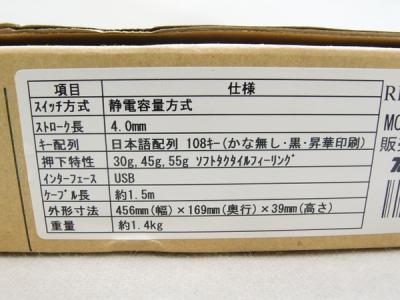 項目 仕様
スイッチ方式 静電容量方式
ストローク長 4.0mm
キー配列 日本語配列 108キー(かな無し・黒・昇華印刷)
押下特性 30g,45g,55g ソフトタクタイルフィーリング
インターフェース USB
ケーブル長 約1.5m
外形寸法 456mm(幅)×169mm(奥行)×39mm(高さ)
重量 約1.4kg
MO
販売